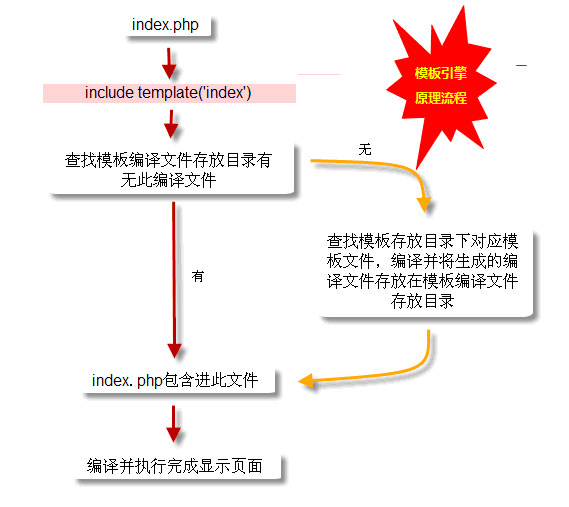 index.php
模板引擎
原理流程
include template('index')
查找模板编译文件存放目录有
无此编译文件
无
查找模板存放目录下对应模
板文件，编译并将生成的编
译文件存放在模板编译文件
存放目录
有
index. php包含进此文件
编译并执行完成显示页面